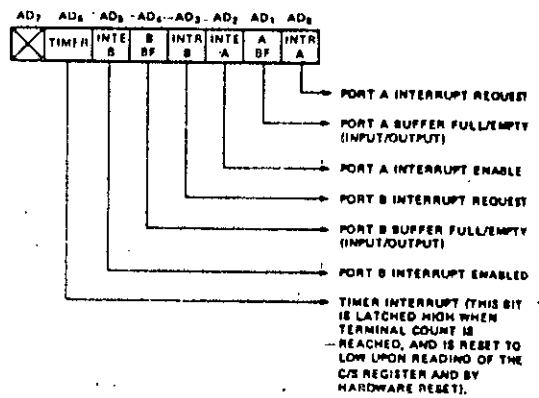 AD₇ AD₆ AD₅ AD₄ AD₃ AD₂ AD₁ AD₀
TIMER INTE B B BF INTR B INTE A A BF INTR A
PORT A INTERRUPT REQUEST
PORT A BUFFER FULL/EMPTY
(INPUT/OUTPUT)
PORT A INTERRUPT ENABLE
PORT B INTERRUPT REQUEST
PORT B BUFFER FULL/EMPTY
(INPUT/OUTPUT)
PORT B INTERRUPT ENABLED
TIMER INTERRUPT (THIS BIT
IS LATCHED HIGH WHEN
TERMINAL COUNT IS
REACHED, AND IS RESET TO
LOW UPON READING OF THE
C/S REGISTER AND BY
HARDWARE RESET).